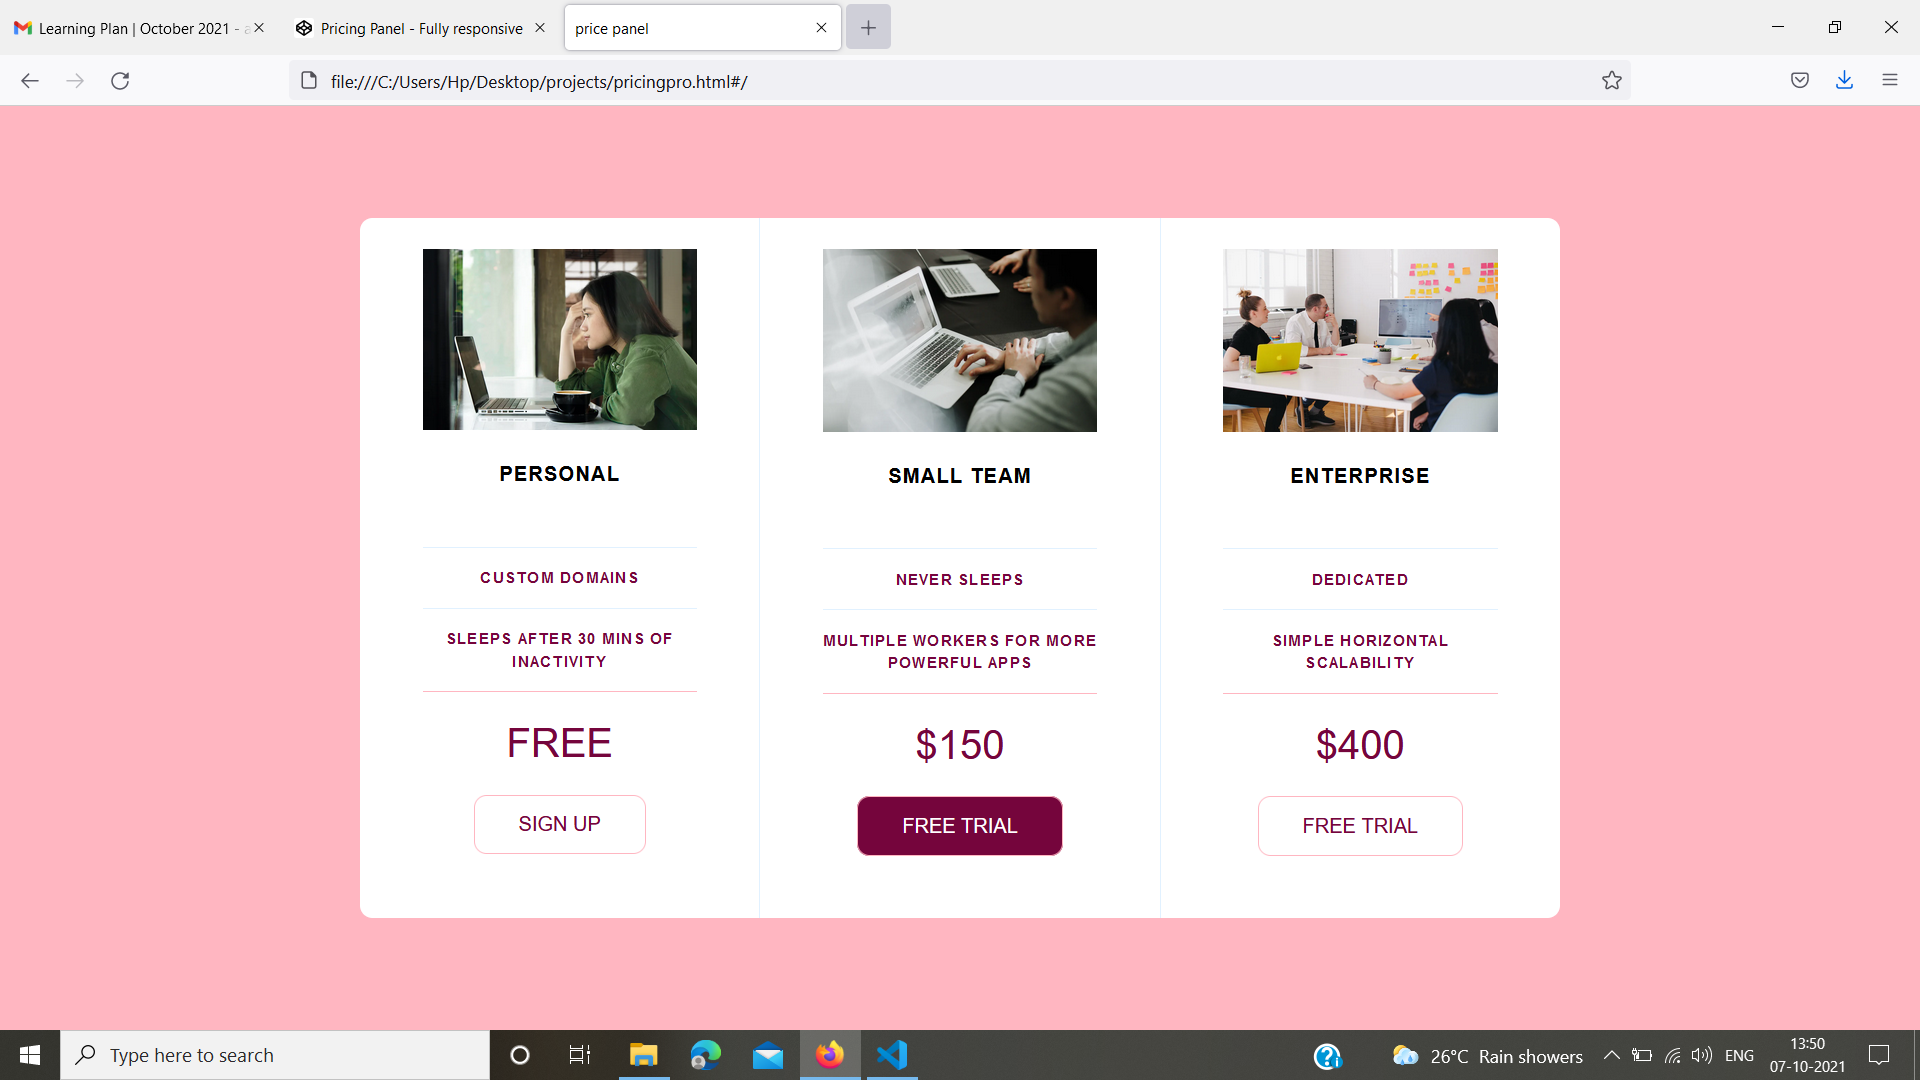 Learning Plan | October 2021 -
Pricing Panel - Fully responsive
price panel
file:///C:/Users/Hp/Desktop/projects/pricingpro.html#/
PERSONAL
CUSTOM DOMAINS
SLEEPS AFTER 30 MINS OF
INACTIVITY
FREE
SIGN UP
SMALL TEAM
NEVER SLEEPS
MULTIPLE WORKERS FOR MORE
POWERFUL APPS
$150
FREE TRIAL
ENTERPRISE
DEDICATED
SIMPLE HORIZONTAL
SCALABILITY
$400
FREE TRIAL
Type here to search
26°C Rain showers
ENG
13:50
07-10-2021